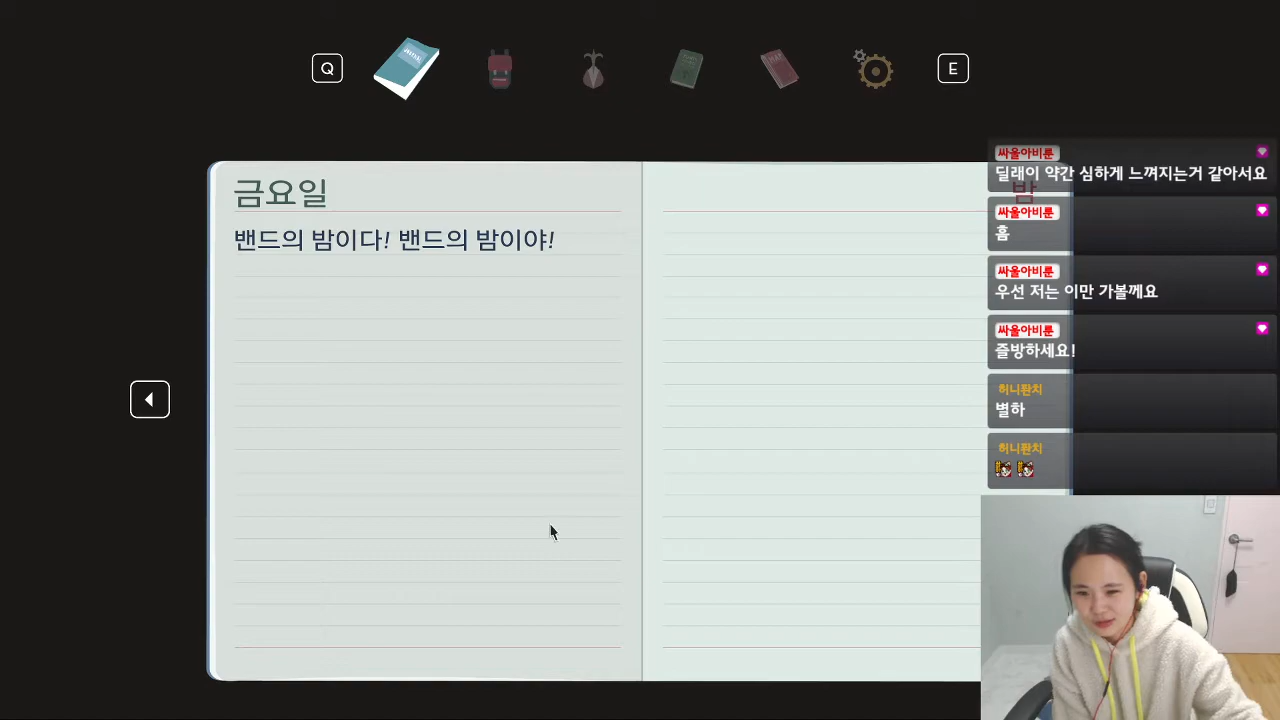 Q
E
금요일
밤
밴드의 밤이다! 밴드의 밤이야!
싸울아비룬
딜래이 약간 심하게 느껴지는거 같아서요
싸울아비룬
흠
싸울아비룬
우선 저는 이만 가볼께요
싸울아비룬
즐방하세요!
허니퐌치
별하
허니퐌치